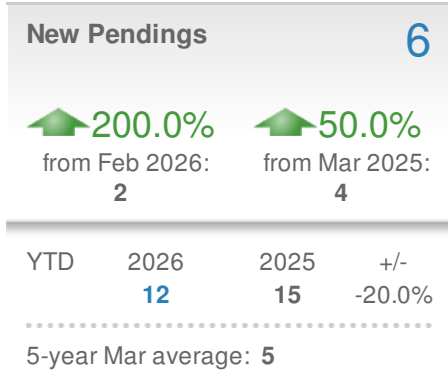 New Pendings 6
200.0% 50.0%
from Feb 2026: from Mar 2025:
2 4
YTD 2026 2025 +/-
12 15 -20.0%
5-year Mar average: 5